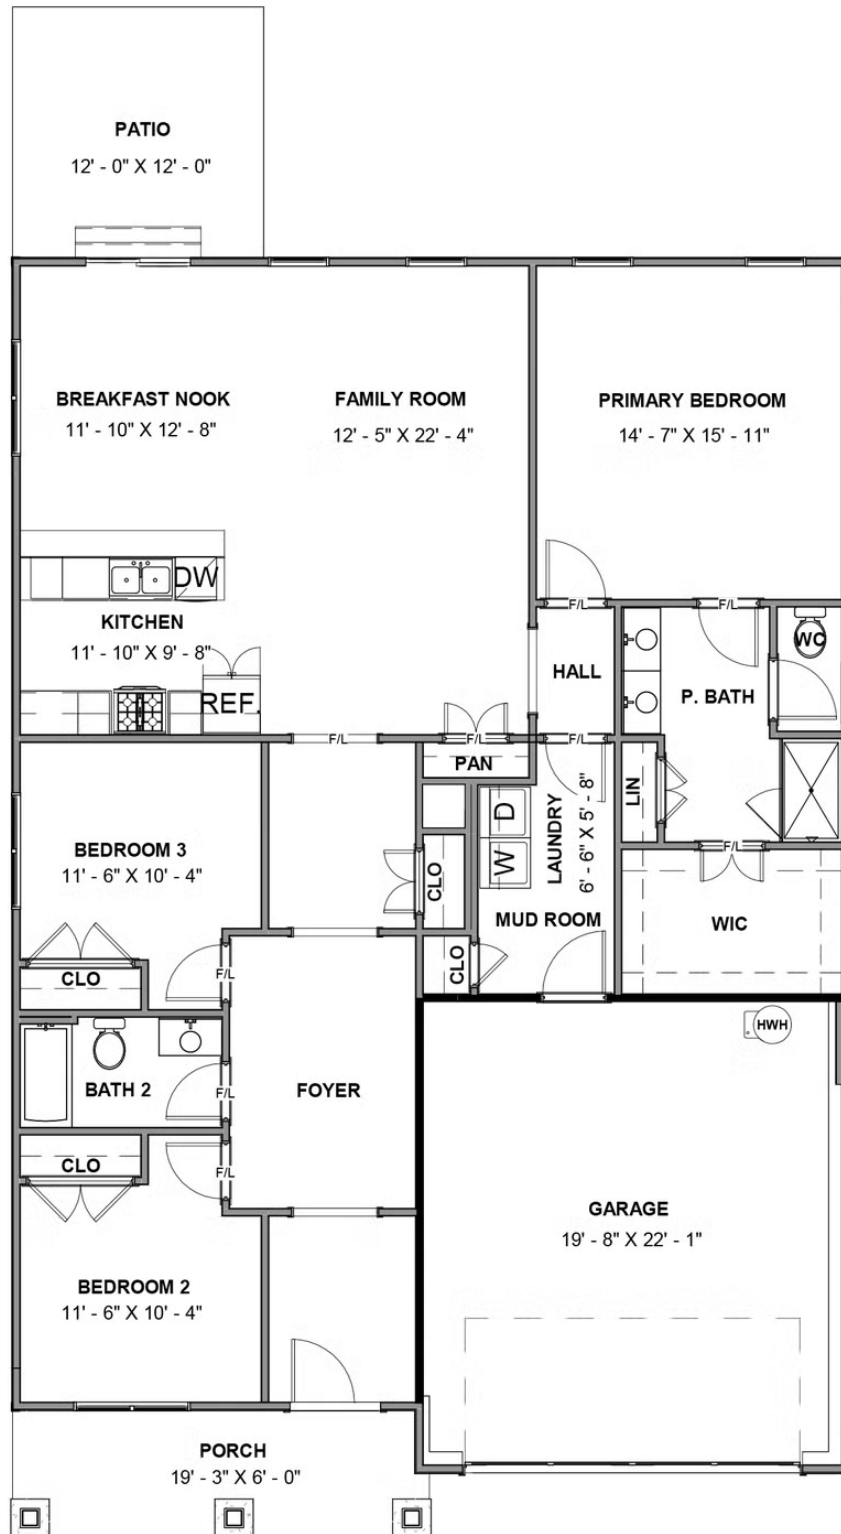 PATIO
12' - 0" X 12' - 0"
BREAKFAST NOOK
11' - 10" X 12' - 8"
FAMILY ROOM
12' - 5" X 22' - 4"
PRIMARY BEDROOM
14' - 7" X 15' - 11"
DW
KITCHEN
11' - 10" X 9' - 8"
REF.
F/L
F/L
WC
HALL
P. BATH
F/L
F/L
F/L
PAN
LIN
BEDROOM 3
11' - 6" X 10' - 4"
D
W
LAUNDRY
6' - 6" X 5' - 8"
F/L
CLO
MUD ROOM
WIC
CLO
F/L
CLO
HWH
BATH 2
F/L
FOYER
CLO
F/L
GARAGE
19' - 8" X 22' - 1"
BEDROOM 2
11' - 6" X 10' - 4"
PORCH
19' - 3" X 6' - 0"